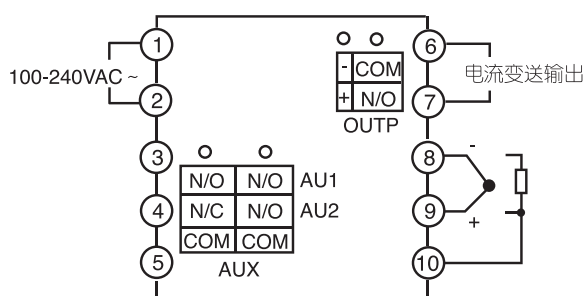 1
6
100-240VAC ~
- COM
电流变送输出
2
+ N/O
7
OUTP
3
8
-
N/O N/O AU1
4
N/C N/O AU2
9
+
COM COM
5
AUX
10